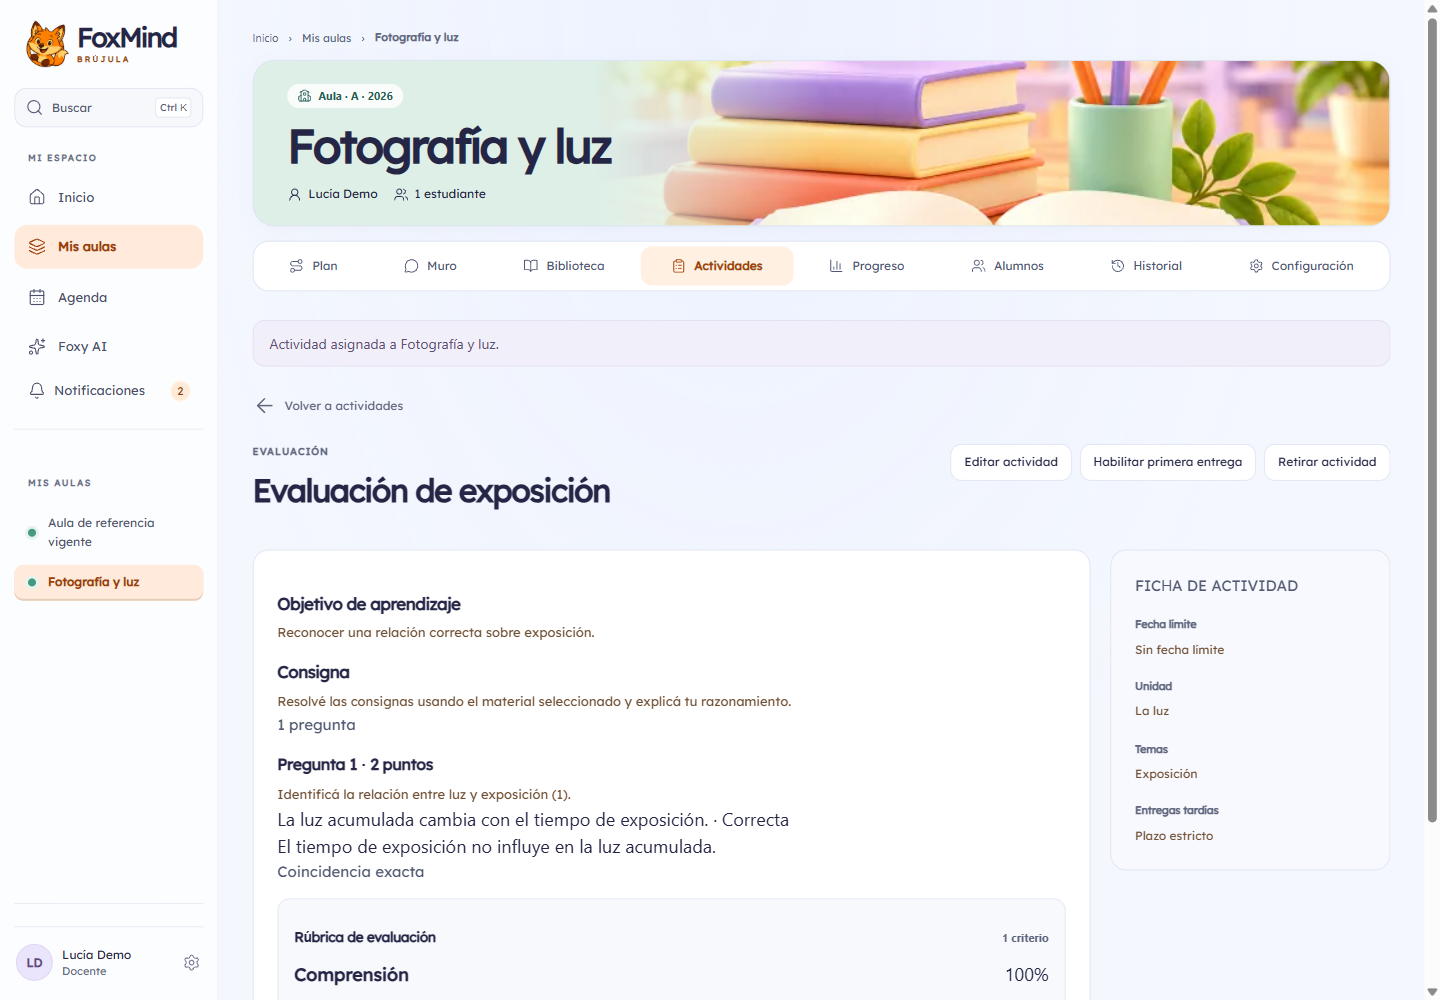 FoxMind
BRÚJULA
Buscar
Ctrl K
MI ESPACIO
Inicio
Mis aulas
Agenda
Foxy AI
Notificaciones 2
MIS AULAS
Aula de referencia
vigente
Fotografía y luz
LD
Lucía Demo
Docente
Inicio › Mis aulas › Fotografía y luz
Aula · A · 2026
Fotografía y luz
Lucía Demo 1 estudiante
Plan Muro Biblioteca Actividades Progreso Alumnos Historial Configuración
Actividad asignada a Fotografía y luz.
Volver a actividades
EVALUACIÓN
Evaluación de exposición
Editar actividad Habilitar primera entrega Retirar actividad
Objetivo de aprendizaje
Reconocer una relación correcta sobre exposición.
Consigna
Resolvé las consignas usando el material seleccionado y explicá tu razonamiento.
1 pregunta
Pregunta 1 · 2 puntos
Identificá la relación entre luz y exposición (1).
La luz acumulada cambia con el tiempo de exposición. · Correcta
El tiempo de exposición no influye en la luz acumulada.
Coincidencia exacta
Rúbrica de evaluación 1 criterio
Comprensión 100%
FICHA DE ACTIVIDAD
Fecha límite
Sin fecha límite
Unidad
La luz
Temas
Exposición
Entregas tardías
Plazo estricto